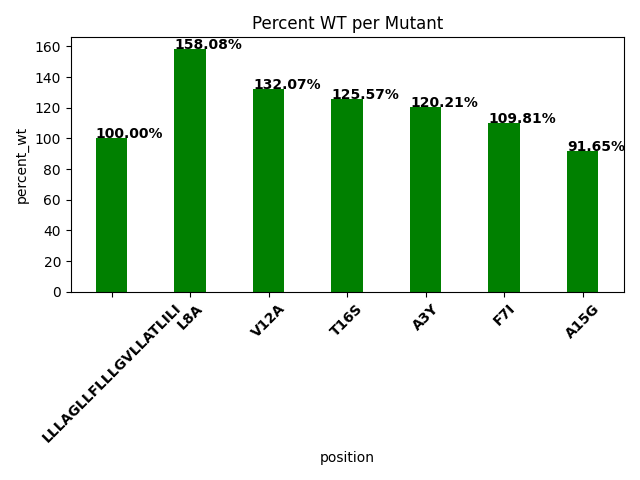 Percent WT per Mutant
percent_wt
160
140
120
100
80
60
40
20
0
100.00%
158.08%
132.07%
125.57%
120.21%
109.81%
91.65%
LLLAGLLFLLLGVLLATLILI
L8A
V12A
T16S
A3Y
F7I
A15G
position